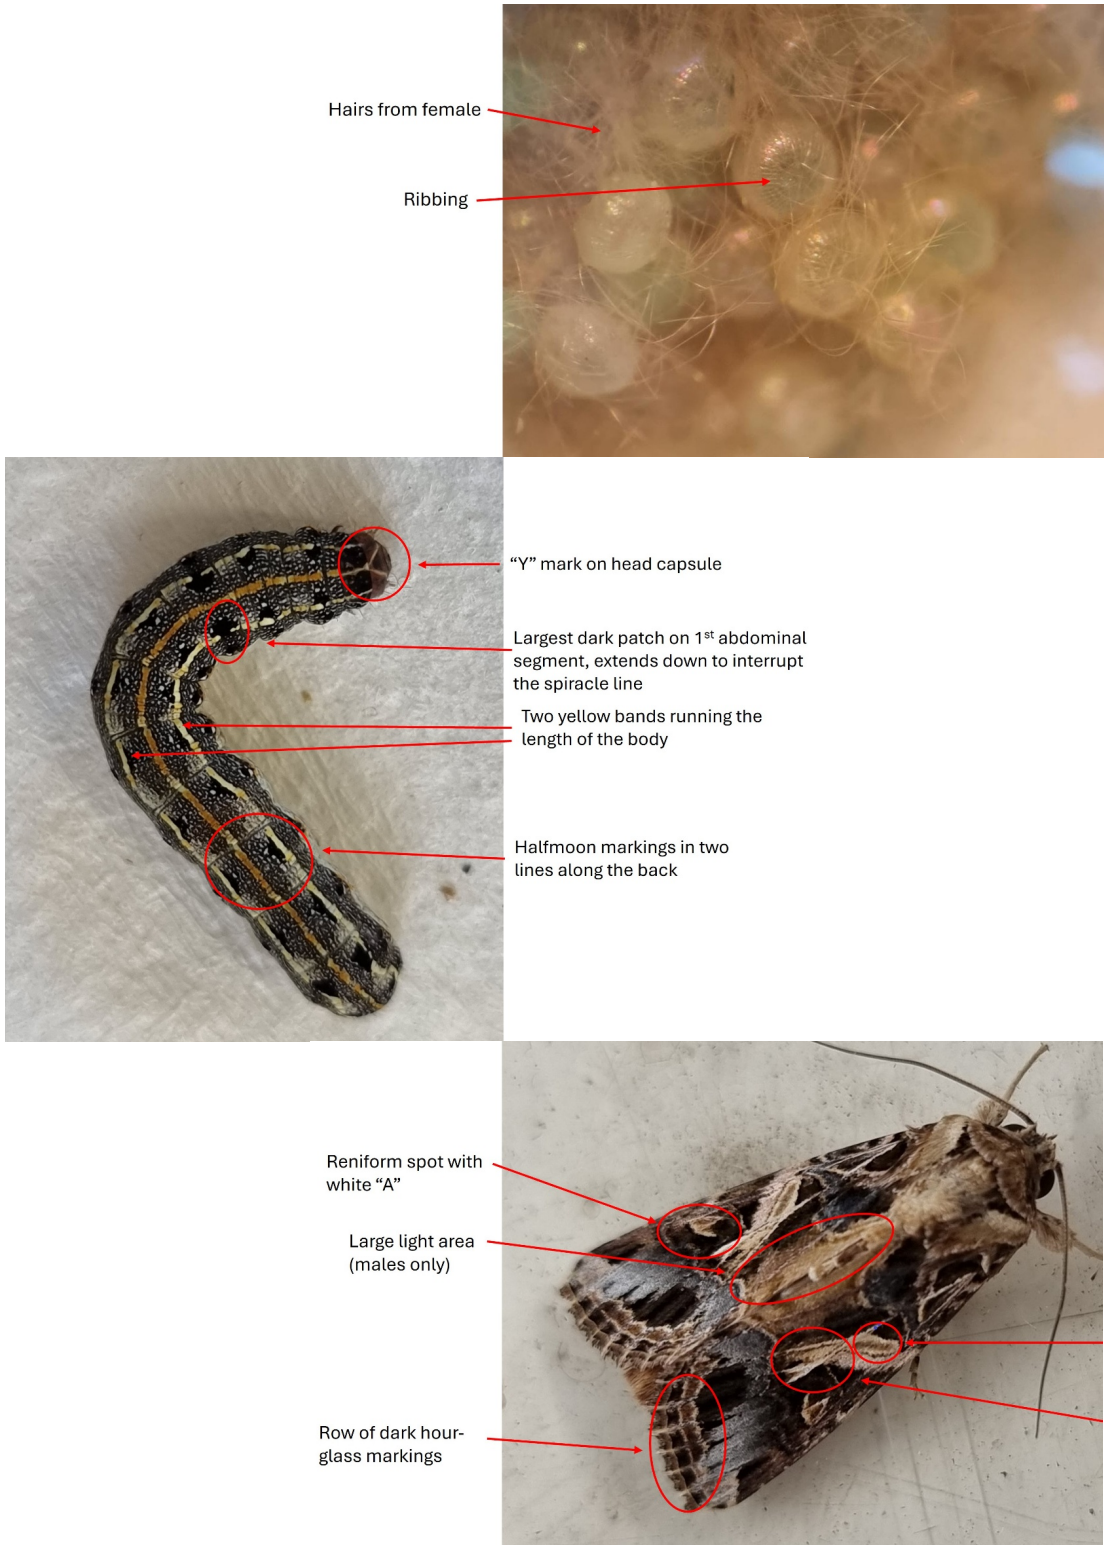 Hairs from female
Ribbing
“Y” mark on head capsule
Largest dark patch on 1st abdominal
segment, extends down to interrupt
the spiracle line
Two yellow bands running the
length of the body
Halfmoon markings in two
lines along the back
Reniform spot with
white “A”
Large light area
(males only)
Row of dark hour-
glass markings